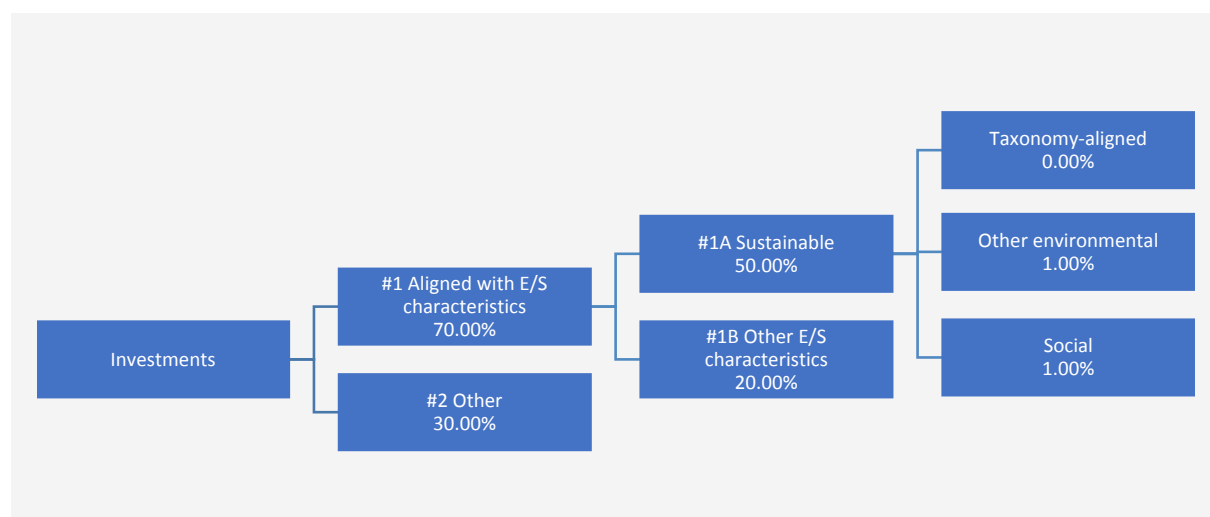 Investments
#1 Aligned with E/S
characteristics
70.00%
#2 Other
30.00%
#1A Sustainable
50.00%
#1B Other E/S
characteristics
20.00%
Taxonomy-aligned
0.00%
Other environmental
1.00%
Social
1.00%